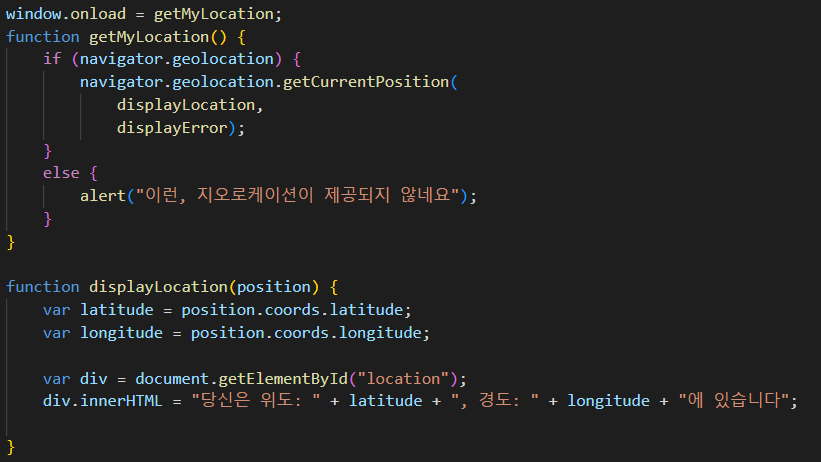 window.onload = getMyLocation;
function getMyLocation() {
    if (navigator.geolocation) {
        navigator.geolocation.getCurrentPosition(
            displayLocation,
            displayError);
    }
    else {
        alert("이런, 지오로케이션이 제공되지 않네요");
    }
}

function displayLocation(position) {
    var latitude = position.coords.latitude;
    var longitude = position.coords.longitude;

    var div = document.getElementById("location");
    div.innerHTML = "당신은 위도: " + latitude + ", 경도: " + longitude + "에 있습니다";

}